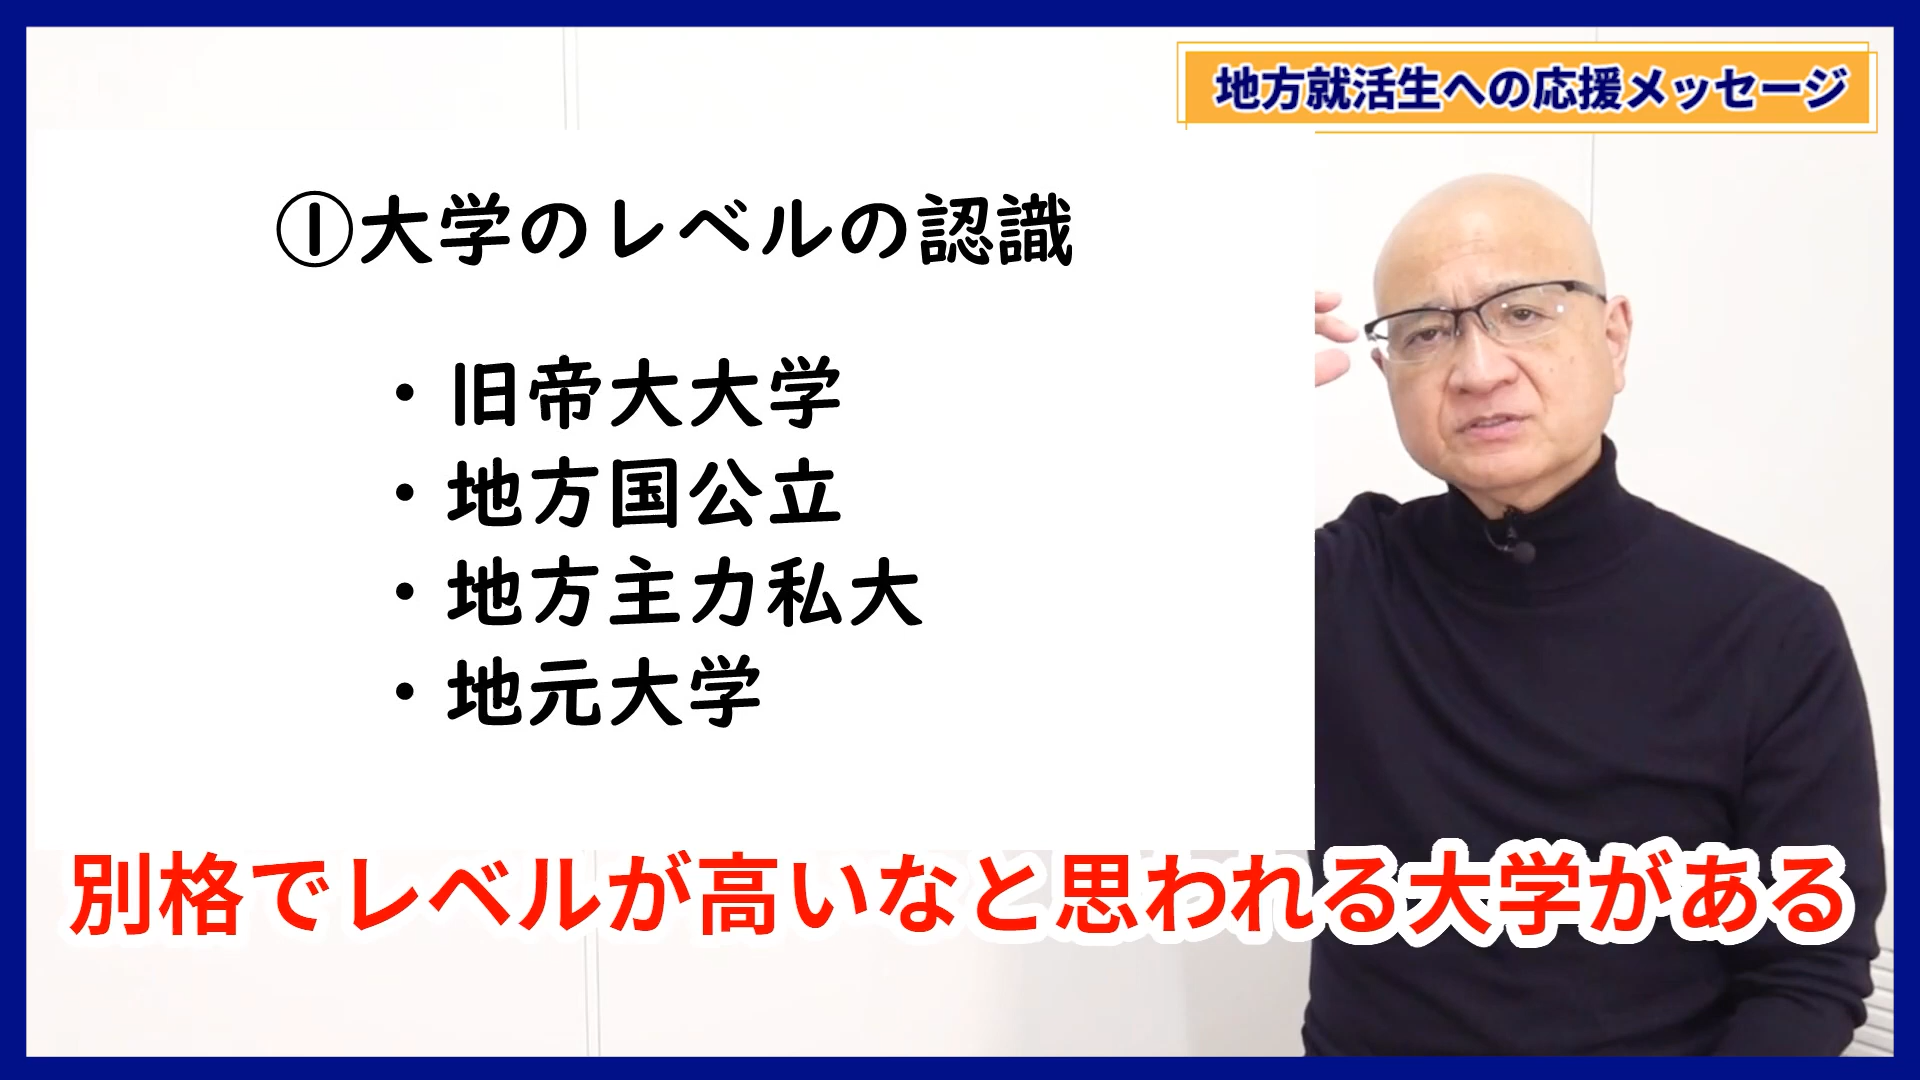 地方就活生への応援メッセージ
①大学のレベルの認識
・旧帝大大学
・地方国公立
・地方主力私大
・地元大学
別格でレベルが高いなと思われる大学がある